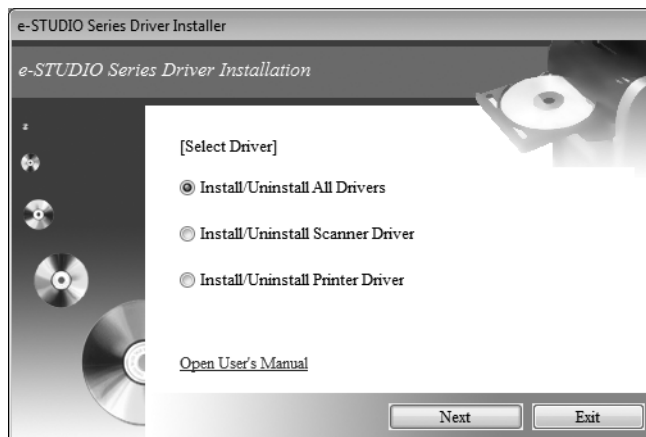 e-STUDIO Series Driver Installer
e-STUDIO Series Driver Installation
[Select Driver]
Install/Uninstall All Drivers
Install/Uninstall Scanner Driver
Install/Uninstall Printer Driver
Open User's Manual
Next
Exit